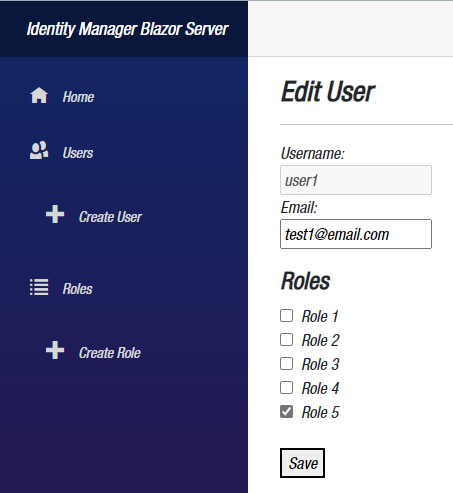 Identity Manager Blazor Server
Home
Users
Create User
Roles
Create Role
Edit User
Username:
user1
Email:
test1@email.com
Roles
Role 1
Role 2
Role 3
Role 4
Role 5
Save